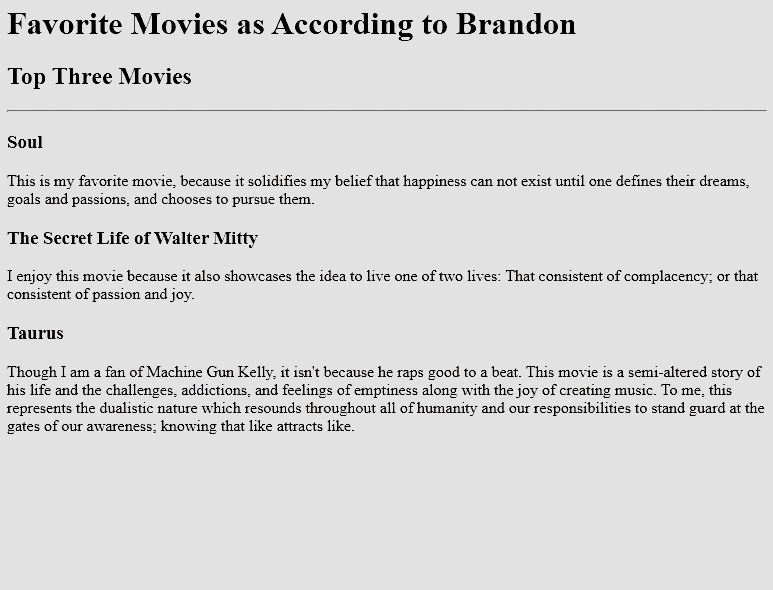 Favorite Movies as According to Brandon
Top Three Movies
Soul
This is my favorite movie, because it solidifies my belief that happiness can not exist until one defines their dreams,
goals and passions, and chooses to pursue them.
The Secret Life of Walter Mitty
I enjoy this movie because it also showcases the idea to live one of two lives: That consistent of complacency; or that
consistent of passion and joy.
Taurus
Though I am a fan of Machine Gun Kelly, it isn't because he raps good to a beat. This movie is a semi-altered story of
his life and the challenges, addictions, and feelings of emptiness along with the joy of creating music. To me, this
represents the dualistic nature which resounds throughout all of humanity and our responsibilities to stand guard at the
gates of our awareness; knowing that like attracts like.